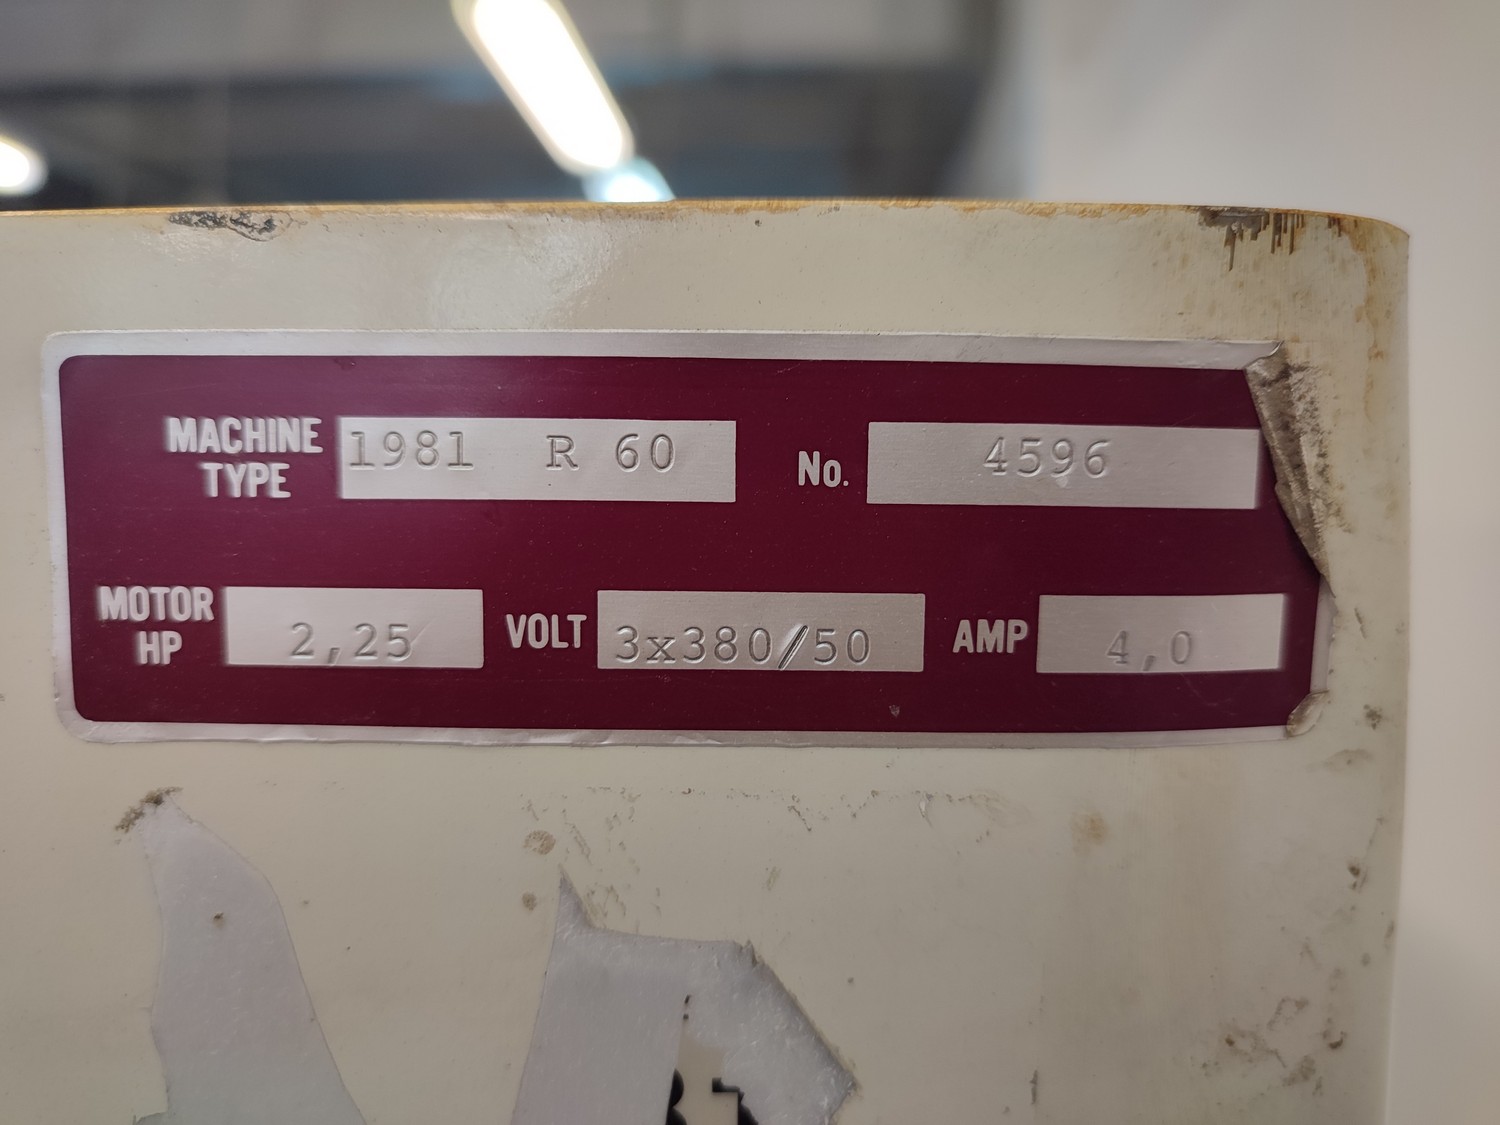 MACHINE TYPE 1981 R 60 No. 4596
MOTOR HP 2,25 VOLT 3x380/50 AMP 4,0